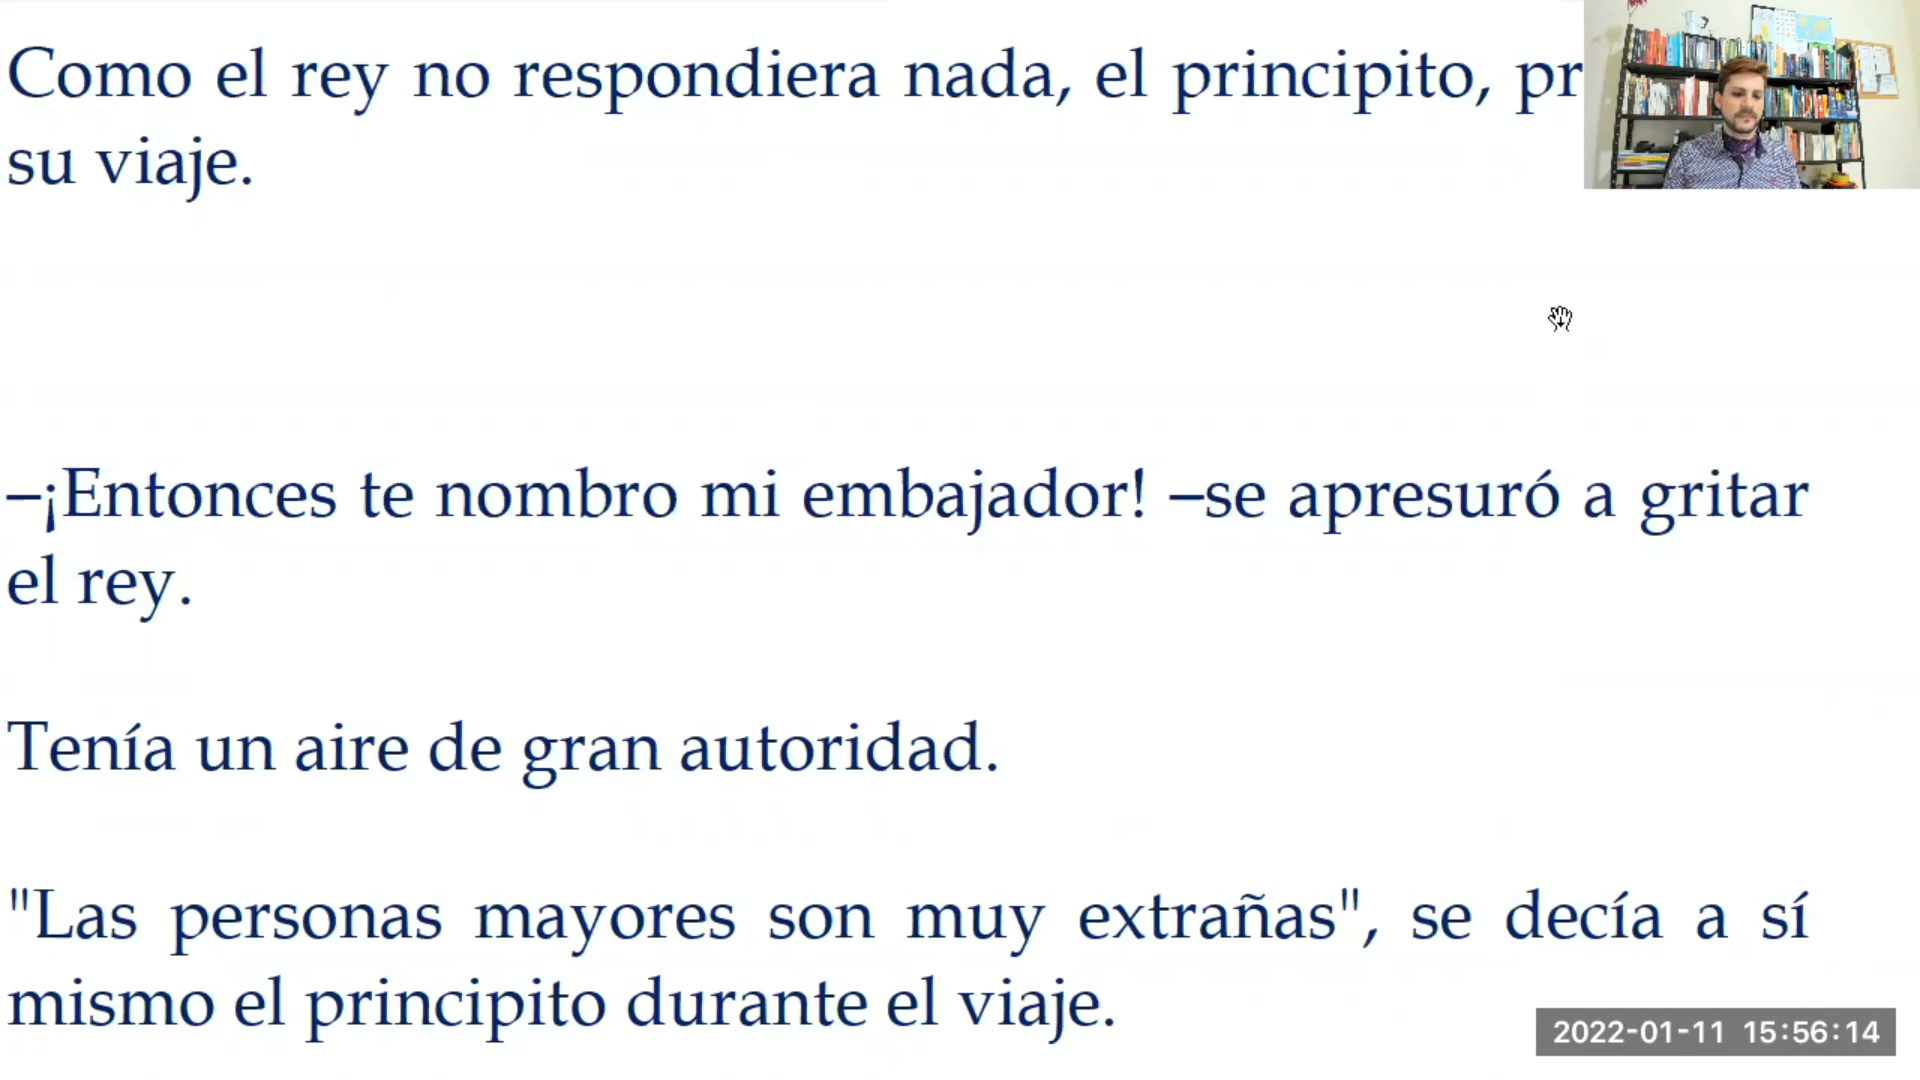 Como el rey no respondiera nada, el principito,
su viaje.
–¡Entonces te nombro mi embajador! –se apresuró a gritar
el rey.
Tenía un aire de gran autoridad.
"Las personas mayores son muy extrañas", se decía a sí
mismo el principito durante el viaje.
2022-01-11 15:56:14